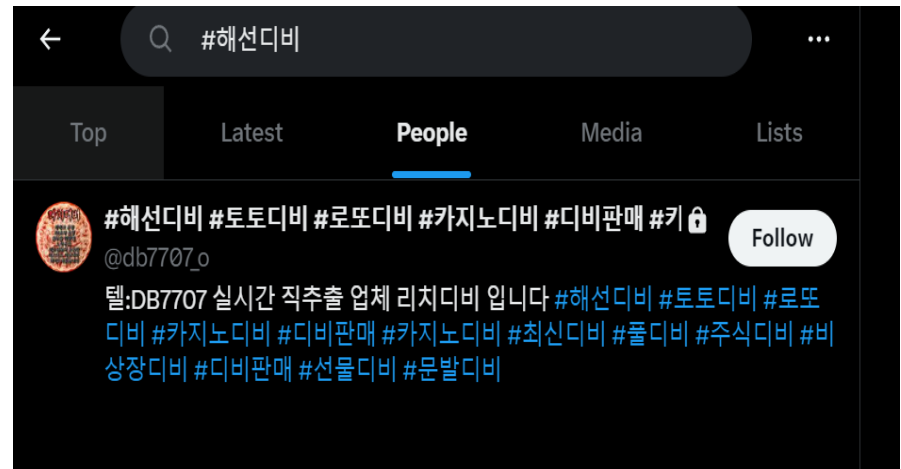 #해선디비
Top Latest People Media Lists
#해선디비 #토토디비 #로또디비 #카지노디비 #디비판매 #키
Follow
@db7707_o
텔:DB7707 실시간 직추출 업체 리치디비 입니다 #해선디비 #토토디비 #로또
디비 #카지노디비 #디비판매 #카지노디비 #최신디비 #풀디비 #주식디비 #비
상장디비 #디비판매 #선물디비 #문발디비